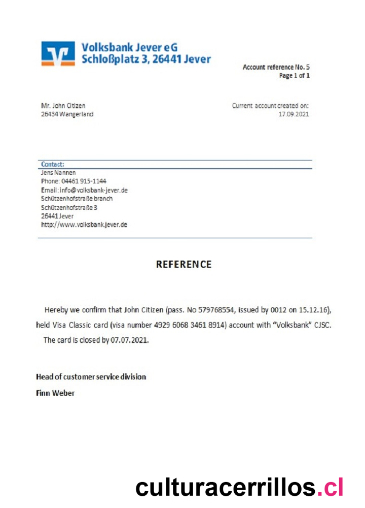 Volksbank Jever eG
Schloßplatz 3, 26441 Jever
Account reference No. 5
Page 1 of 1
Mr. John Citizen
26434 Wangerland
Current account created on:
17.09.2021
Contact:
Jens Nannen
Phone: 04461 915-1144
Email: info@volksbank-jever.de
Schützenhofstraße branch
Schützenhofstraße 3
26441 Jever
http://www.volksbank.jever.de
REFERENCE
Hereby we confirm that John Citizen (pass. No 579768554, issued by 0012 on 15.12.16),
held Visa Classic card (visa number 4929 6068 3461 8914) account with "Volksbank" CJSC.
The card is closed by 07.07.2021.
Head of customer service division
Finn Weber
culturacerrillos.cl